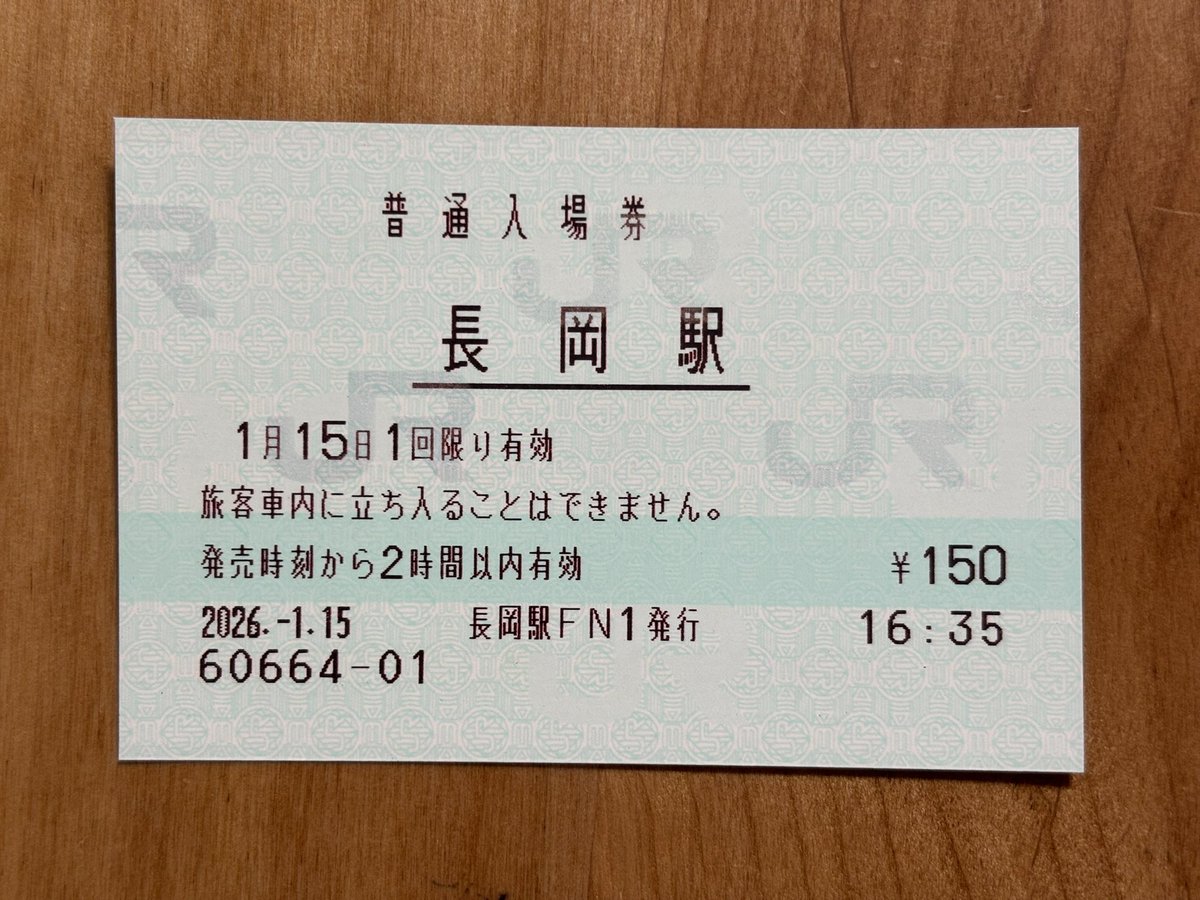 普通入場券
長岡駅
1月15日1回限り有効
旅客車内に立ち入ることはできません。
発売時刻から2時間以内有効 ¥150
2026.-1.15 長岡駅FN1発行 16:35
60664-01